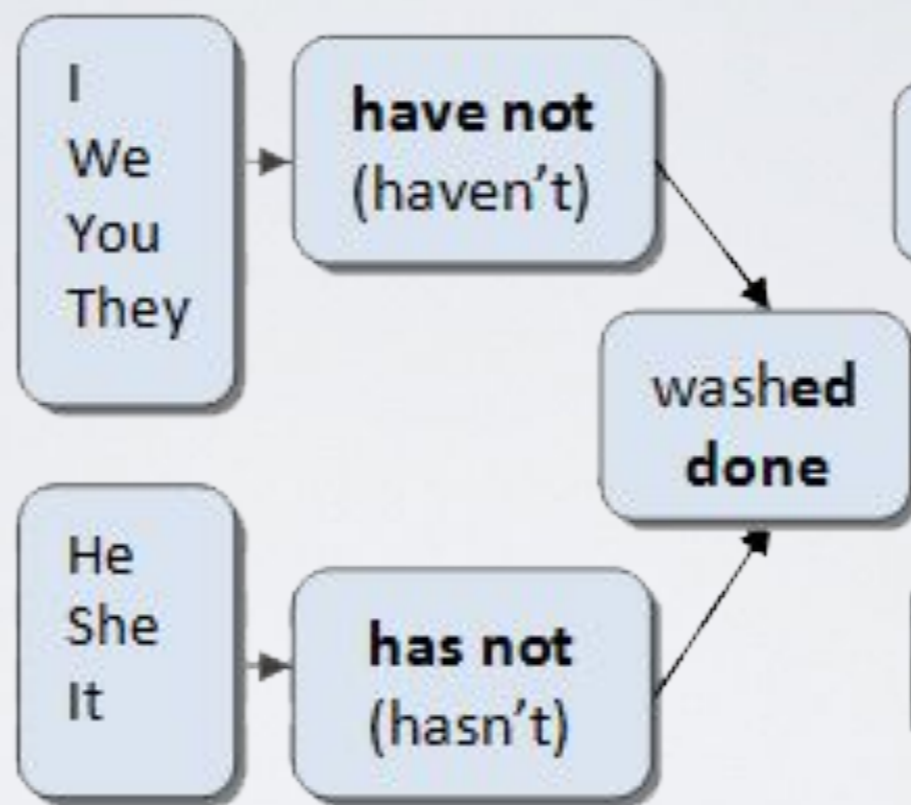 I
We
You
They
have not
(haven't)
washed
done
He
She
It
has not
(hasn't)